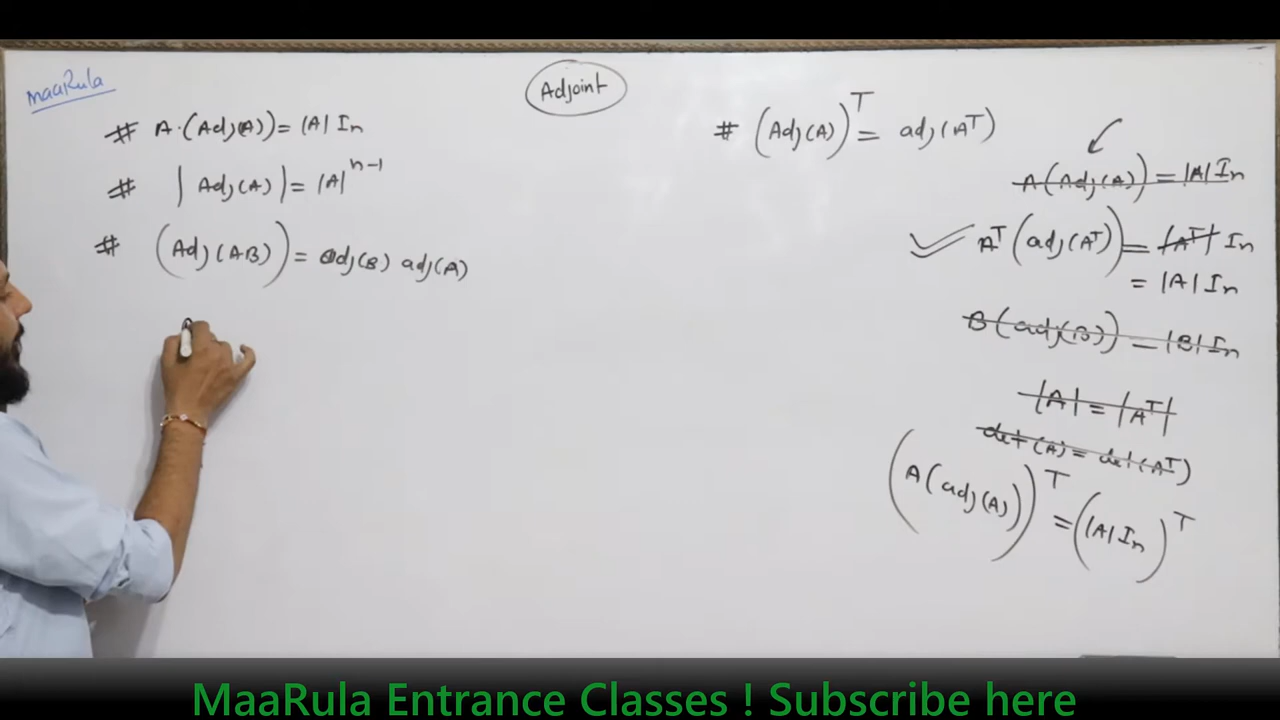 maaRula
Adjoint
# A·(Adj(A)) = |A| In
# |Adj(A)| = |A|^n-1
# (Adj(AB)) = adj(B) adj(A)
# (Adj(A))^T = adj(A^T)
A(Adj(A)) = |A| In
A^T(adj(A^T)) = |A^T| In
= |A| In
B(adj(B)) = |B| In
|A| = |A^T|
det(A) = det(A^T)
(A(adj(A)))^T = (|A| In)^T
MaaRula Entrance Classes ! Subscribe here